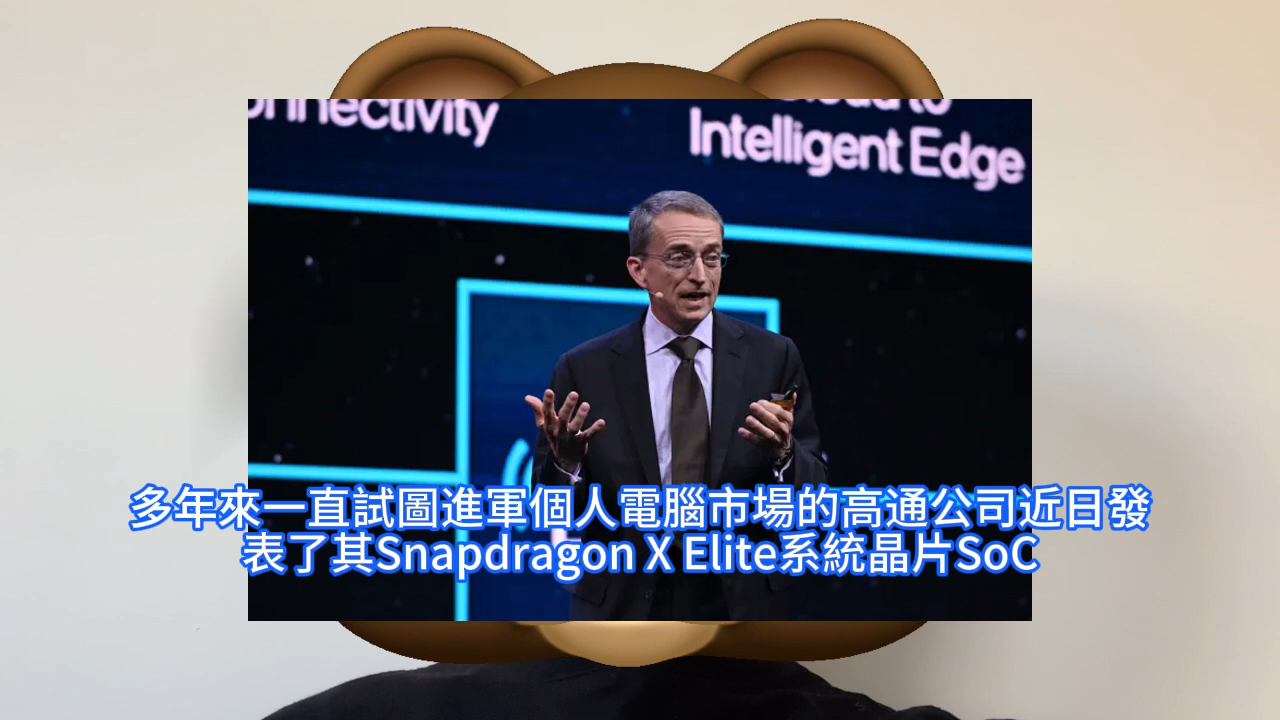 onnectivity
Cloud to
Intelligent Edge
多年來一直試圖進軍個人電腦市場的高通公司近日發
表了其Snapdragon X Elite系統晶片SoC